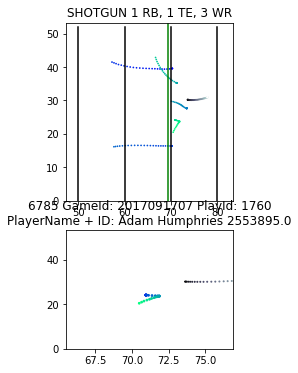 SHOTGUN 1 RB, 1 TE, 3 WR
50
40
30
20
10
0
50 60 70 80
6785 GameId: 2017091707 PlayId: 1760
PlayerName + ID: Adam Humphries 2553895.0
40
20
0
67.5 70.0 72.5 75.0